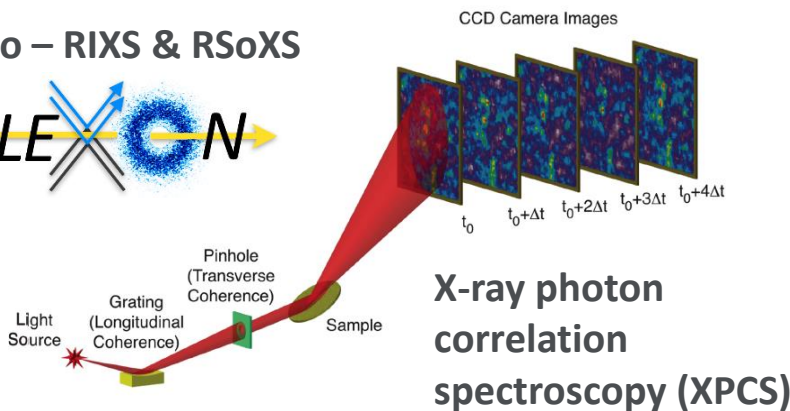 CCD Camera Images
o – RIXS & RSoXS
LEXON
t₀
t₀+Δt
t₀+2Δt
t₀+3Δt
t₀+4Δt
Pinhole
(Transverse
Coherence)
Grating
(Longitudinal
Coherence)
Light
Source
Sample
X-ray photon
correlation
spectroscopy (XPCS)